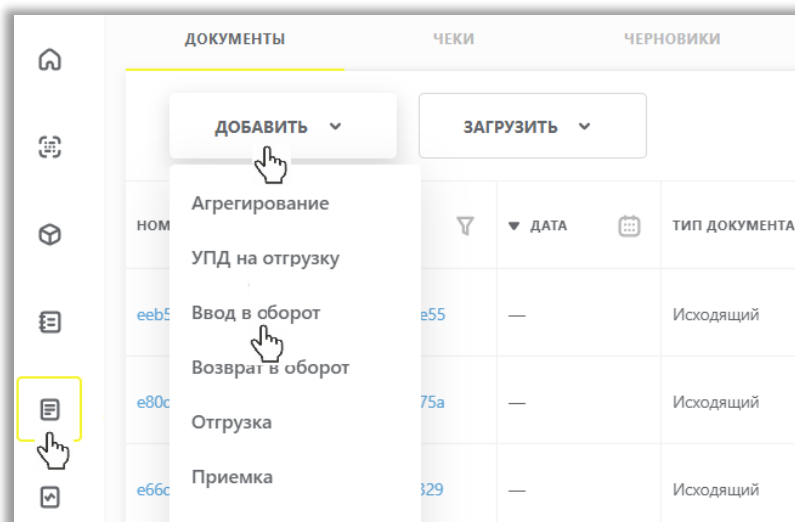 ДОКУМЕНТЫ ЧЕКИ ЧЕРНОВИКИ
ДОБАВИТЬ ЗАГРУЗИТЬ
Агрегирование
ДАТА ТИП ДОКУМЕНТА
УПД на отгрузку
Ввод в оборот
e55 — Исходящий
Возврат в оборот
75a — Исходящий
Отгрузка
Приемка
329 — Исходящий